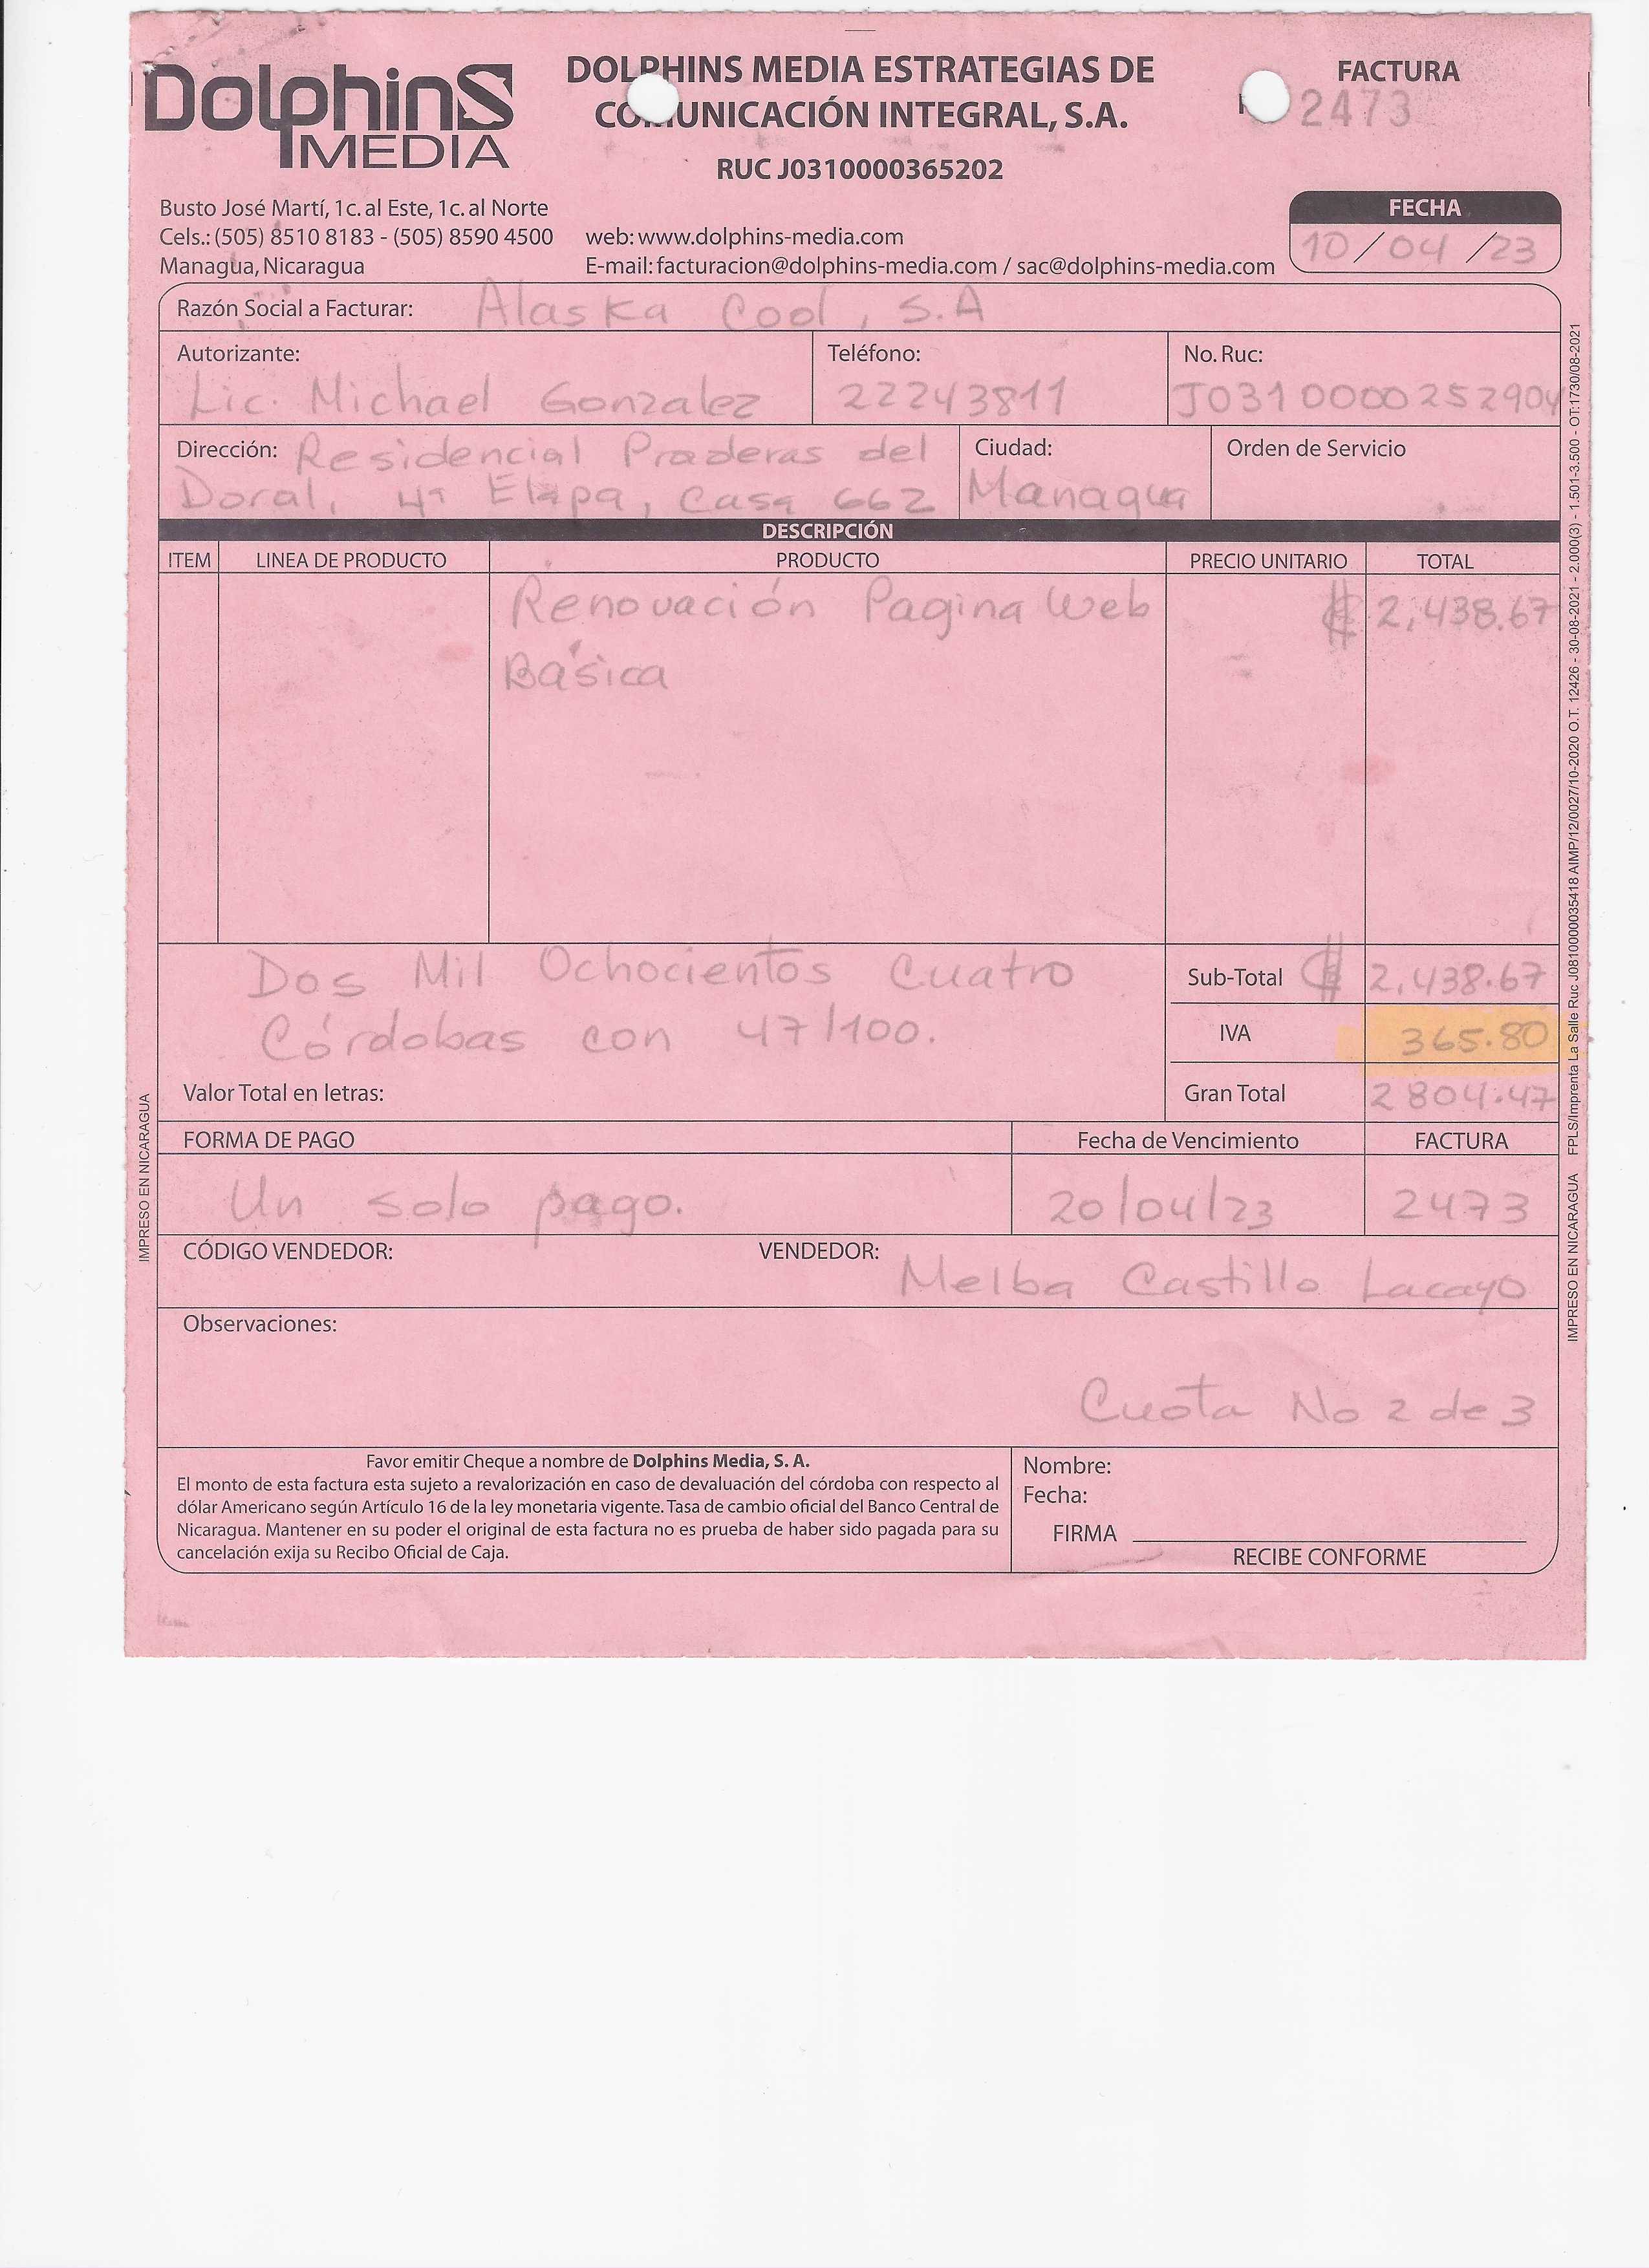 DolphinS
MEDIA
DOLPHINS MEDIA ESTRATEGIAS DE
COMUNICACIÓN INTEGRAL, S.A.
RUC J0310000365202
FACTURA
2473
Busto José Martí, 1c. al Este, 1c. al Norte
Cels.: (505) 8510 8183 - (505) 8590 4500
Managua, Nicaragua
web: www.dolphins-media.com
E-mail: facturacion@dolphins-media.com / sac@dolphins-media.com
FECHA
10/04/23
Razón Social a Facturar: Alaska Cool, S.A
Autorizante: Teléfono: No. Ruc:
Lic. Michael Gonzalez 22243811 J0310000252904
Dirección: Residencial Praderas del Ciudad: Orden de Servicio
Doral, 4ta Etapa, Casa 662 Managua
DESCRIPCIÓN
ITEM LINEA DE PRODUCTO PRODUCTO PRECIO UNITARIO TOTAL
Renovación Pagina Web ₵ 2,438.67
Básica
Dos Mil Ochocientos Cuatro Sub-Total ₵ 2,438.67
Córdobas con 47/100. IVA 365.80
Valor Total en letras: Gran Total 2804.47
FORMA DE PAGO Fecha de Vencimiento FACTURA
Un solo pago. 20/04/23 2473
CÓDIGO VENDEDOR: VENDEDOR: Melba Castillo Lacayo
Observaciones:
Cuota No 2 de 3
Favor emitir Cheque a nombre de Dolphins Media, S. A.
El monto de esta factura esta sujeto a revalorización en caso de devaluación del córdoba con respecto al
dólar Americano según Artículo 16 de la ley monetaria vigente. Tasa de cambio oficial del Banco Central de
Nicaragua. Mantener en su poder el original de esta factura no es prueba de haber sido pagada para su
cancelación exija su Recibo Oficial de Caja.
Nombre:
Fecha:
FIRMA
RECIBE CONFORME
IMPRESO EN NICARAGUA
IMPRESO EN NICARAGUA FPLS/Imprenta La Salle Ruc J0810000035418 AIMP/12/0027/10-2020 O.T. 12426 - 30-08-2021 - 2.000(3) - 1.501-3.500 - OT:1730/08-2021